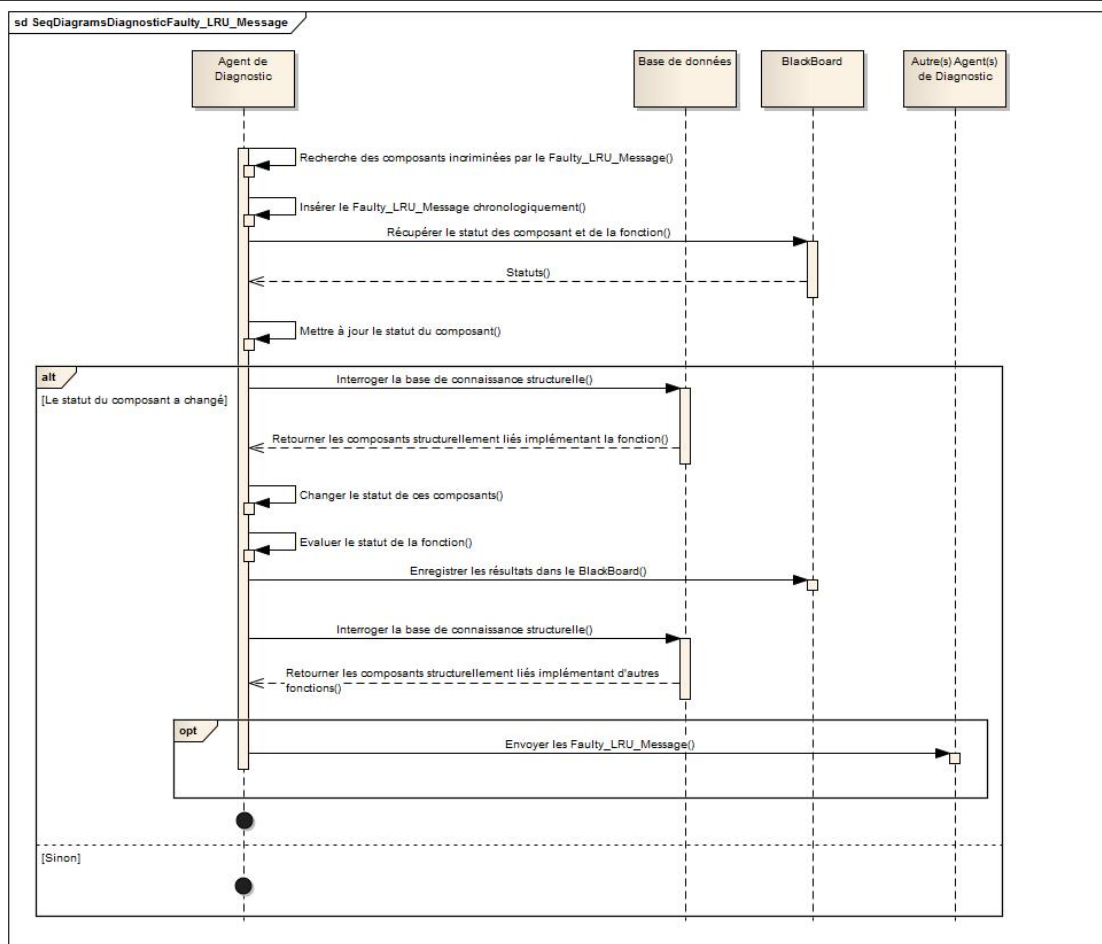 sd SeqDiagramsDiagnosticFaulty_LRU_Message
Agent de
Diagnostic
Base de données
BlackBoard
Autre(s) Agent(s)
de Diagnostic
Recherche des composants incriminées par le Faulty_LRU_Message()
Insérer le Faulty_LRU_Message chronologiquement()
Récupérer le statut des composant et de la fonction()
Statuts()
Mettre à jour le statut du composant()
alt
[Le statut du composant a changé]
Interroger la base de connaissance structurelle()
Retourner les composants structurellement liés implémentant la fonction()
Changer le statut de ces composants()
Evaluer le statut de la fonction()
Enregistrer les résultats dans le BlackBoard()
Interroger la base de connaissance structurelle()
Retourner les composants structurellement liés implémentant d'autres
fonctions()
opt
Envoyer les Faulty_LRU_Message()
[Sinon]